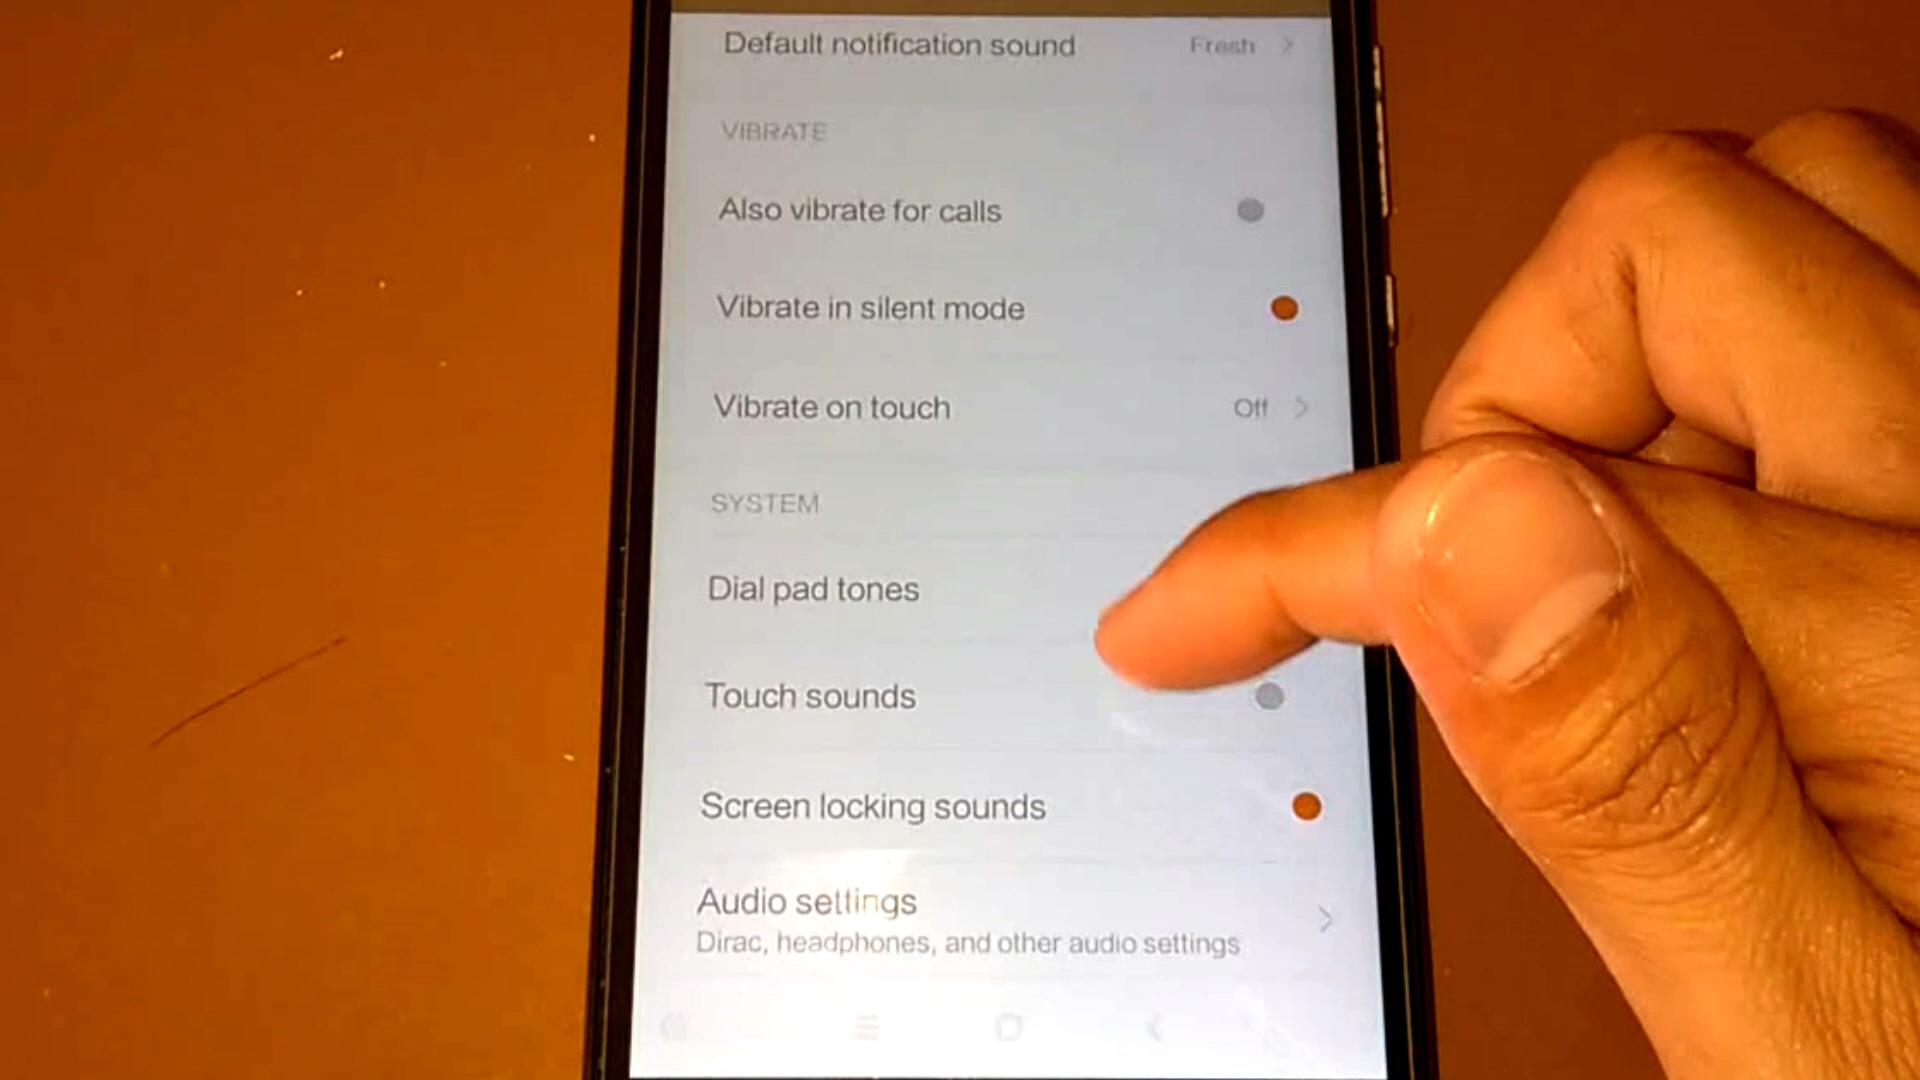 Default notification sound Fresh
VIBRATE
Also vibrate for calls
Vibrate in silent mode
Vibrate on touch Off
SYSTEM
Dial pad tones
Touch sounds
Screen locking sounds
Audio settings
Dirac, headphones, and other audio settings